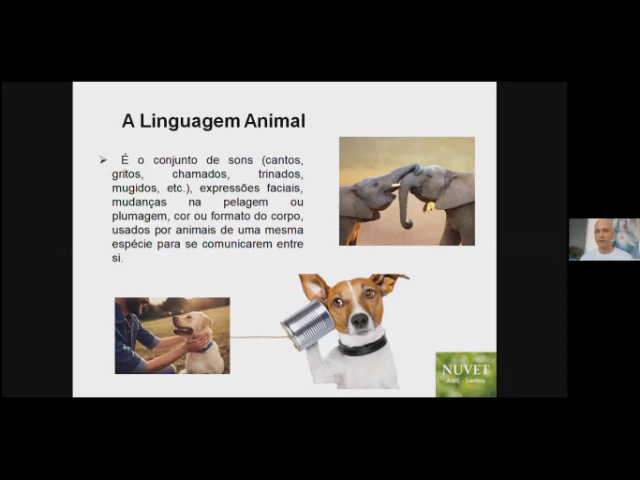 A Linguagem Animal
➢ É o conjunto de sons (cantos,
gritos, chamados, trinados,
mugidos, etc.), expressões faciais,
mudanças na pelagem ou
plumagem, cor ou formato do corpo,
usados por animais de uma mesma
espécie para se comunicarem entre
si.
NUVET
AME - Santos